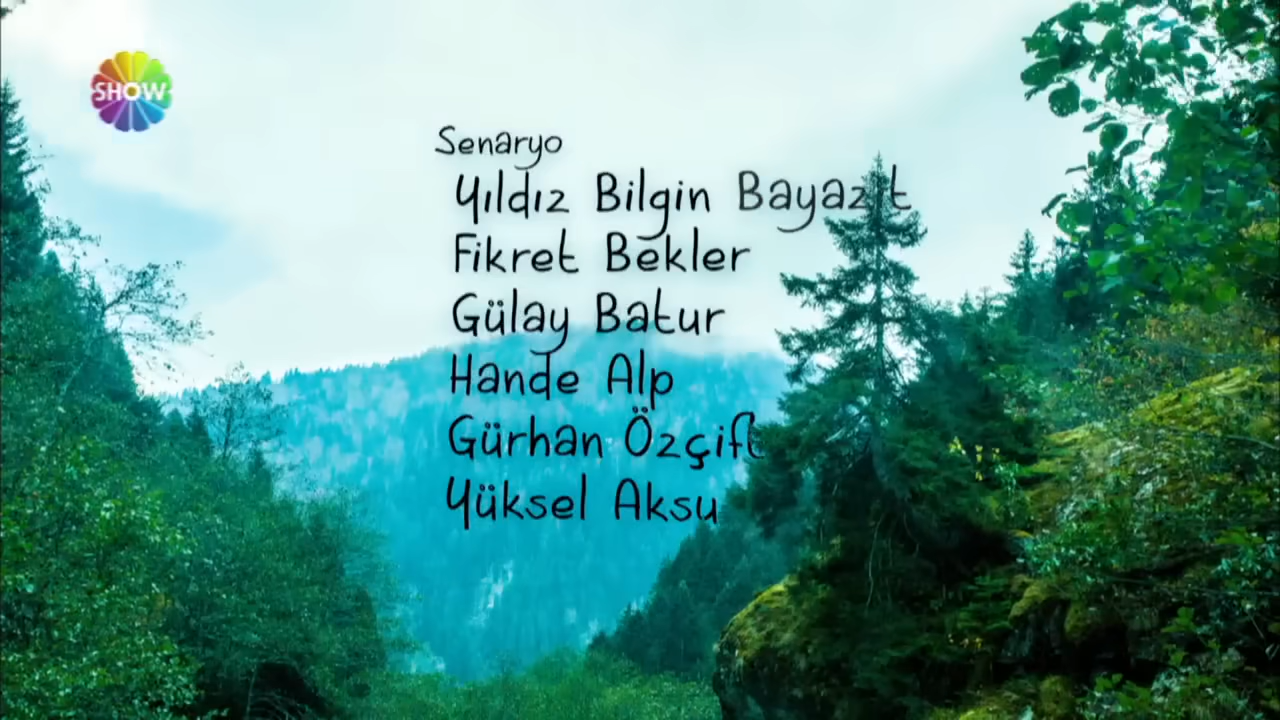 SHOW
Senaryo
Yıldız Bilgin Bayazıt
Fikret Bekler
Gülay Batur
Hande Alp
Gürhan Özçift
Yüksel Aksu